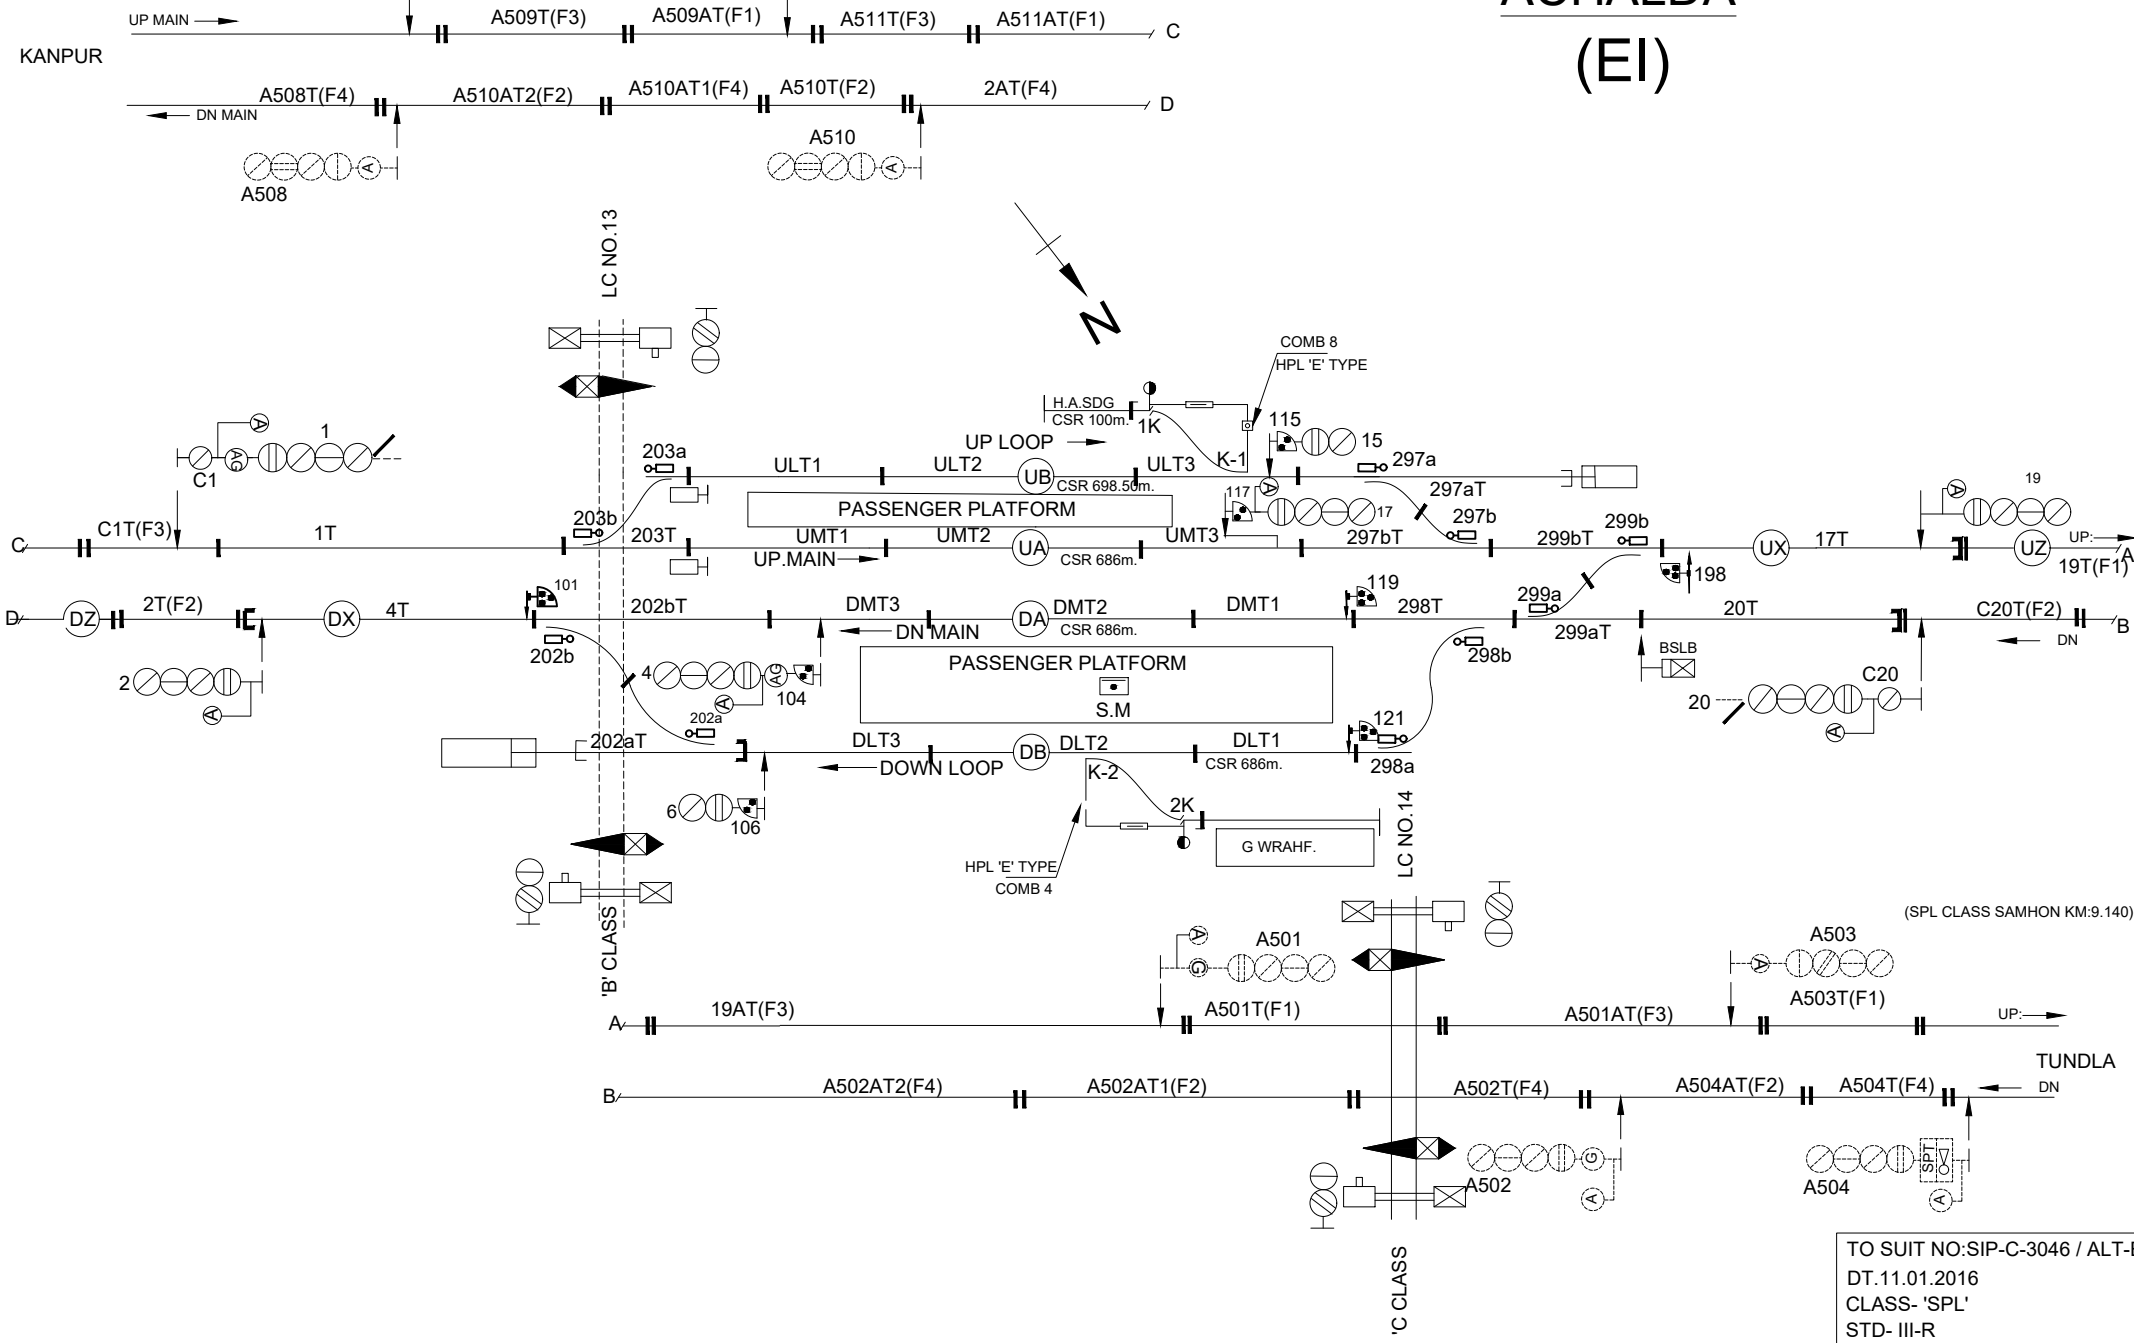 ACHALDA
(EI)
UP MAIN
A509T(F3)
A509AT(F1)
A511T(F3)
A511AT(F1)
C
KANPUR
A508T(F4)
A510AT2(F2)
A510AT1(F4)
A510T(F2)
2AT(F4)
D
DN MAIN
A508
A
A510
A
LC NO.13
N
COMB 8
HPL 'E' TYPE
H.A.SDG
CSR 100m.
1K
K-1
UP LOOP
115
15
A
1
C1
AG
203a
ULT1
ULT2
UB
CSR 698.50m.
ULT3
297a
297aT
A
117
17
A
19
PASSENGER PLATFORM
C
C1T(F3)
1T
203b
203T
UMT1
UMT2
UA
CSR 686m.
UMT3
297bT
297b
299bT
299b
UX
17T
UZ
UP:
A
19T(F1)
UP.MAIN
198
D
DZ
2T(F2)
DX
4T
101
202bT
DMT3
DA
DMT2
CSR 686m.
DMT1
119
298T
299a
299aT
20T
C20T(F2)
B
DN
DN MAIN
202b
298b
BSLB
2
A
4
AG
104
A
PASSENGER PLATFORM
S.M
20
C20
A
202a
202aT
DLT3
DB
DLT2
DLT1
CSR 686m.
121
298a
DOWN LOOP
K-2
2K
6
106
G WRAHF.
HPL 'E' TYPE
COMB 4
LC NO.14
'B' CLASS
(SPL CLASS SAMHON KM:9.140)
A
G
A501
A
A503
A503T(F1)
A
19AT(F3)
A501T(F1)
A501AT(F3)
UP:
TUNDLA
B
A502AT2(F4)
A502AT1(F2)
A502T(F4)
A504AT(F2)
A504T(F4)
DN
A502
G
A
A504
SPT
A
'C CLASS
TO SUIT NO:SIP-C-3046 / ALT-
DT.11.01.2016
CLASS- 'SPL'
STD- III-R